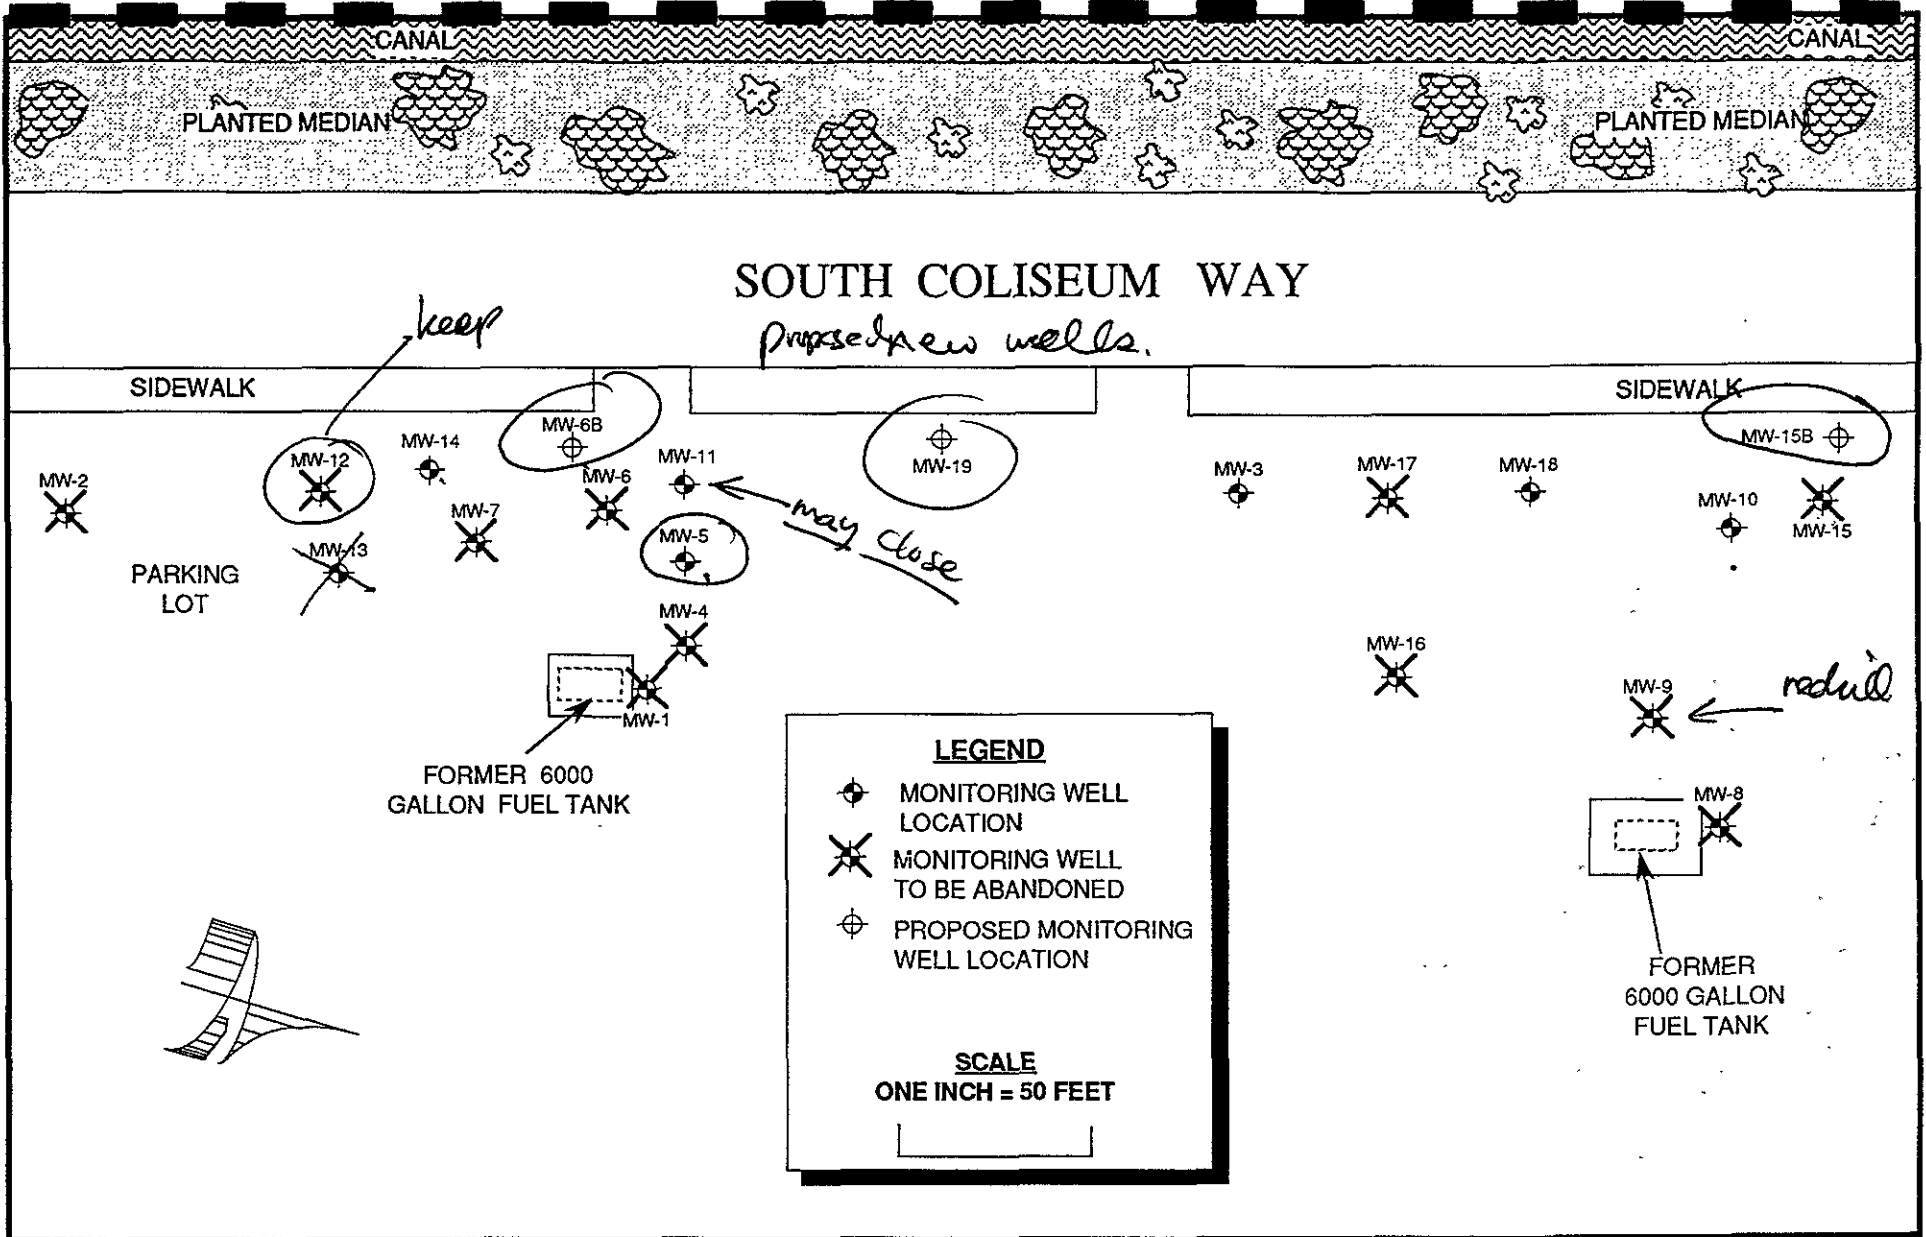 CANAL
CANAL
PLANTED MEDIAN
PLANTED MEDIAN
SOUTH COLISEUM WAY
keep
proposed new wells.
SIDEWALK
SIDEWALK
MW-6B
MW-15B
MW-14
MW-11
MW-19
MW-12
MW-3
MW-17
MW-18
MW-2
MW-6
MW-10
MW-7
MW-15
MW-5
may close
MW-13
PARKING
LOT
MW-4
MW-16
MW-9
redrill
MW-1
FORMER 6000
GALLON FUEL TANK
MW-8
LEGEND
MONITORING WELL
LOCATION
MONITORING WELL
TO BE ABANDONED
PROPOSED MONITORING
WELL LOCATION
SCALE
ONE INCH = 50 FEET
FORMER
6000 GALLON
FUEL TANK